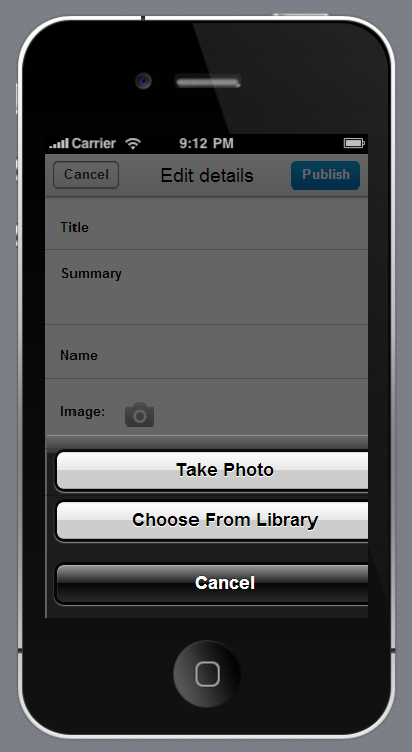 Carrier 9:12 PM
Cancel Edit details Publish
Title
Summary
Name
Image:
Take Photo
Choose From Library
Cancel